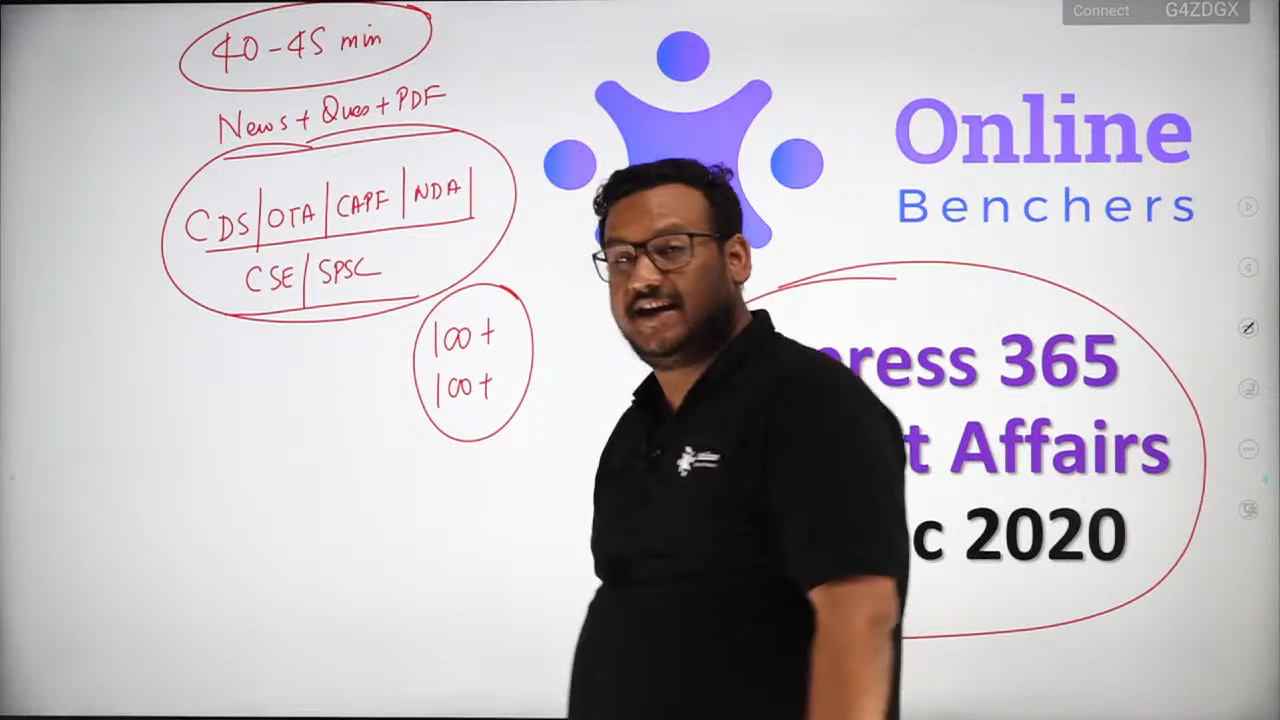 Connect G4ZDGX
40-45 min
News + Ques + PDF
CDS | OTA | CAPF | NDA |
CSE | SPSC
100+
100+
Online
Benchers
press 365
t Affairs
c 2020